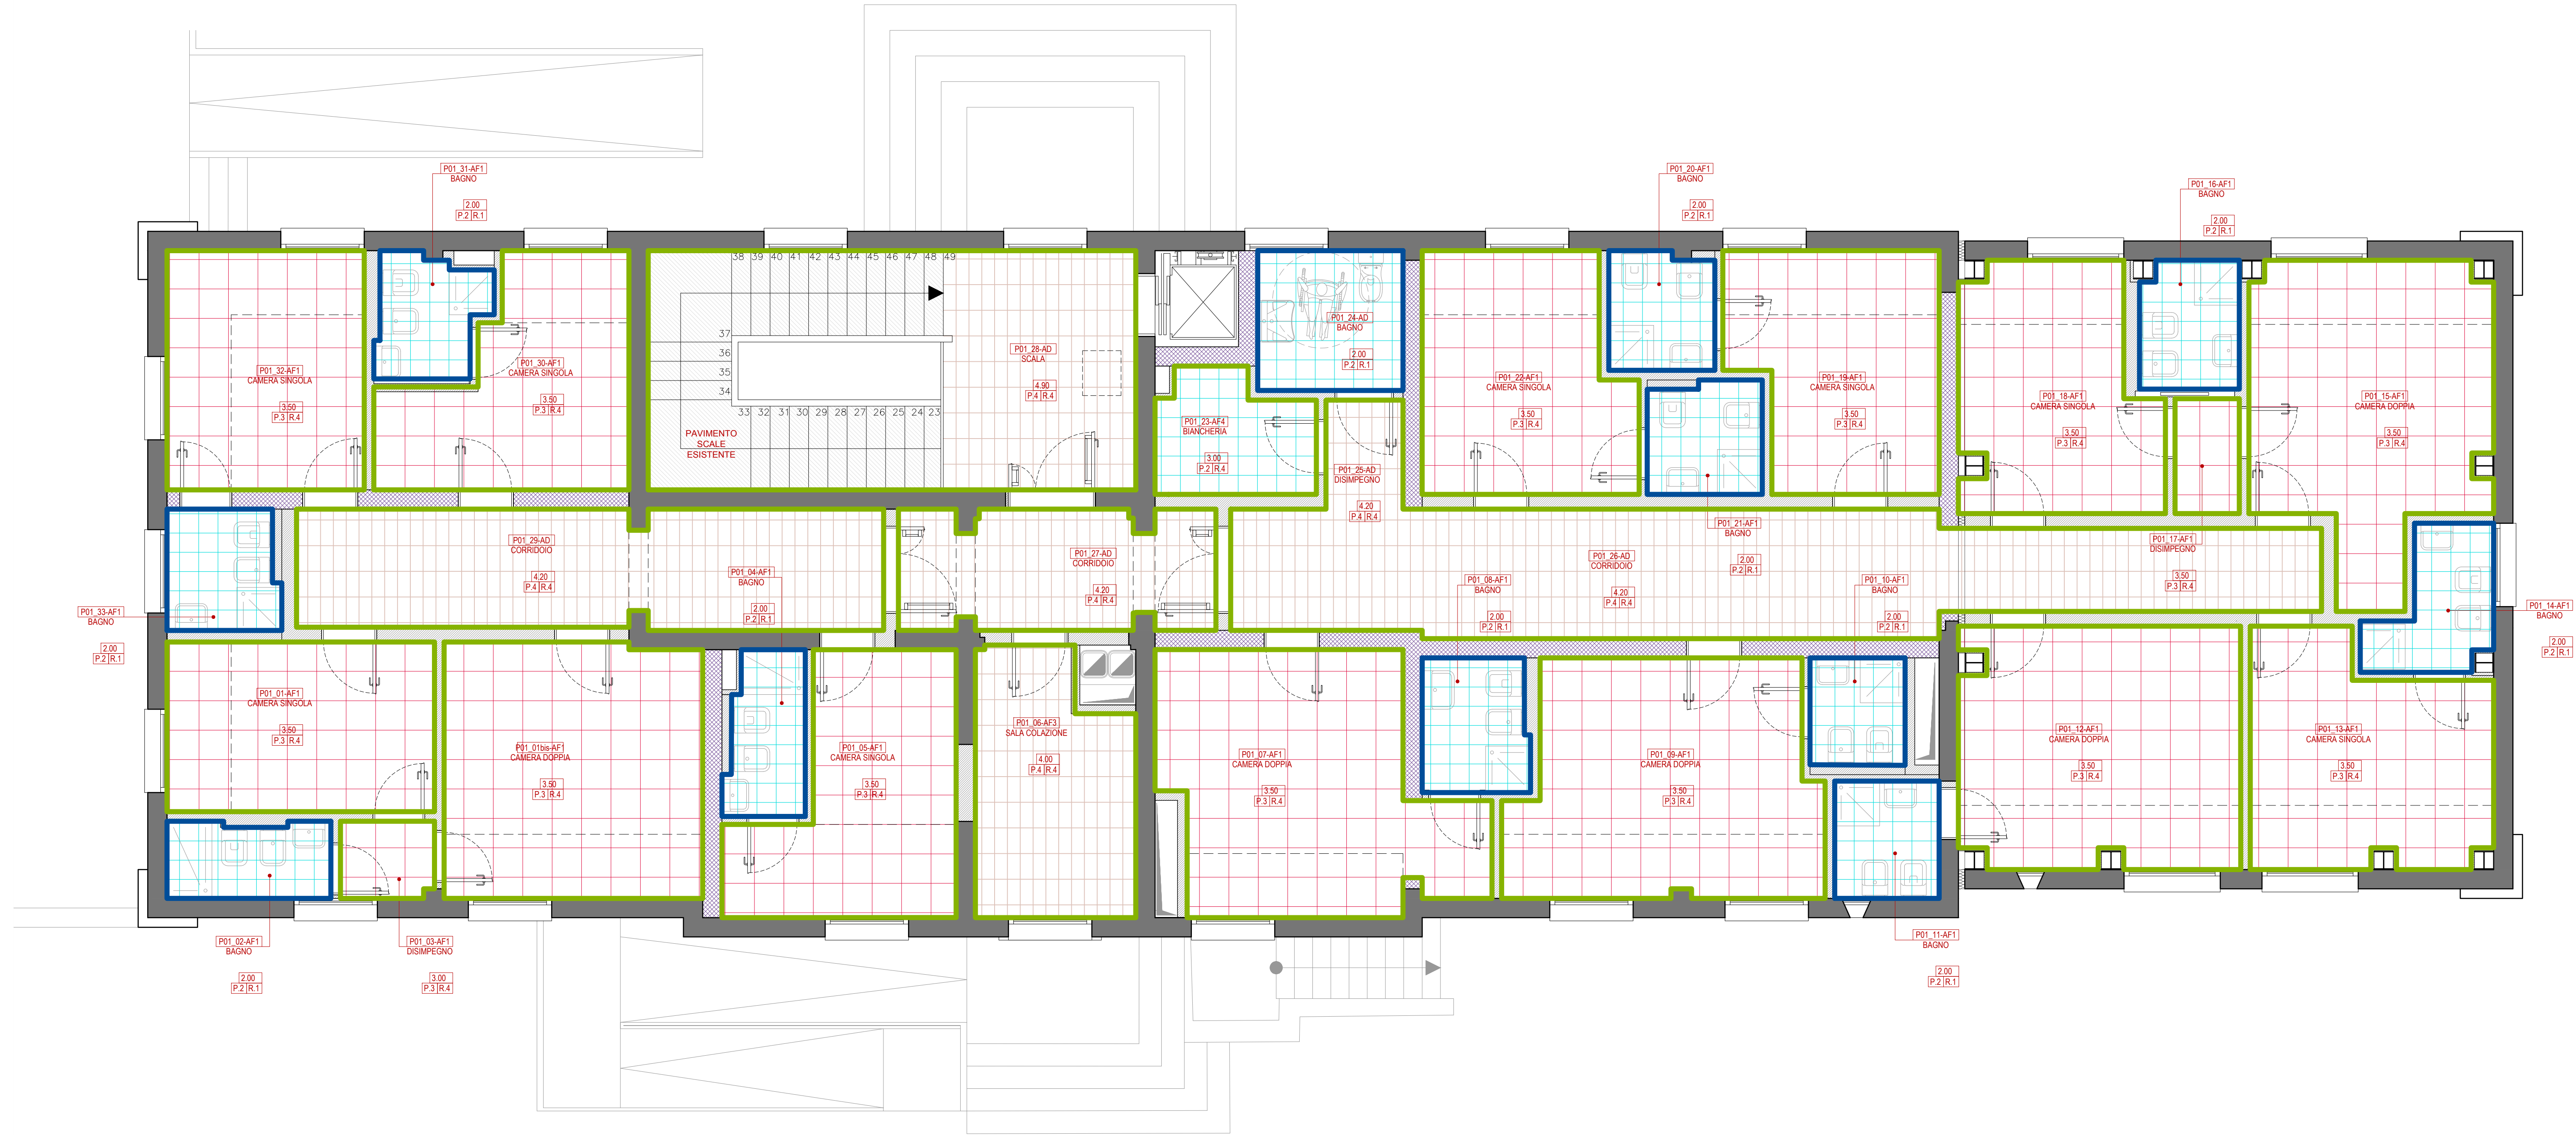 P01_31-AF1
BAGNO
2.00
P.2 R.1
P01_20-AF1
BAGNO
2.00
P.2 R.1
P01_16-AF1
BAGNO
2.00
P.2 R.1
38 39 40 41 42 43 44 45 46 47 48 49
37
36
35
34
33 32 31 30 29 28 27 26 25 24 23
PAVIMENTO
SCALE
ESISTENTE
P01_32-AF1
CAMERA SINGOLA
3.50
P.3 R.4
P01_30-AF1
CAMERA SINGOLA
3.50
P.3 R.4
P01_28-AD
SCALA
4.90
P.4 R.4
P01_24-AD
BAGNO
2.00
P.2 R.1
P01_23-AF4
BIANCHERIA
3.00
P.2 R.4
P01_25-AD
DISIMPEGNO
4.20
P.4 R.4
P01_22-AF1
CAMERA SINGOLA
3.50
P.3 R.4
P01_19-AF1
CAMERA SINGOLA
3.50
P.3 R.4
P01_18-AF1
CAMERA SINGOLA
3.50
P.3 R.4
P01_15-AF1
CAMERA DOPPIA
3.50
P.3 R.4
P01_21-AF1
BAGNO
2.00
P.2 R.1
P01_29-AD
CORRIDOIO
4.20
P.4 R.4
P01_27-AD
CORRIDOIO
4.20
P.4 R.4
P01_26-AD
CORRIDOIO
4.20
P.4 R.4
P01_17-AF1
DISIMPEGNO
3.50
P.3 R.4
P01_33-AF1
BAGNO
2.00
P.2 R.1
P01_04-AF1
BAGNO
2.00
P.2 R.1
P01_08-AF1
BAGNO
2.00
P.2 R.1
P01_10-AF1
BAGNO
2.00
P.2 R.1
P01_14-AF1
BAGNO
2.00
P.2 R.1
P01_01-AF1
CAMERA SINGOLA
3.50
P.3 R.4
P01_01bis-AF1
CAMERA DOPPIA
3.50
P.3 R.4
P01_05-AF1
CAMERA SINGOLA
3.50
P.3 R.4
P01_06-AF3
SALA COLAZIONE
4.00
P.4 R.4
P01_07-AF1
CAMERA DOPPIA
3.50
P.3 R.4
P01_09-AF1
CAMERA DOPPIA
3.50
P.3 R.4
P01_12-AF1
CAMERA DOPPIA
3.50
P.3 R.4
P01_13-AF1
CAMERA SINGOLA
3.50
P.3 R.4
P01_02-AF1
BAGNO
2.00
P.2 R.1
P01_03-AF1
DISIMPEGNO
3.00
P.3 R.4
P01_11-AF1
BAGNO
2.00
P.2 R.1